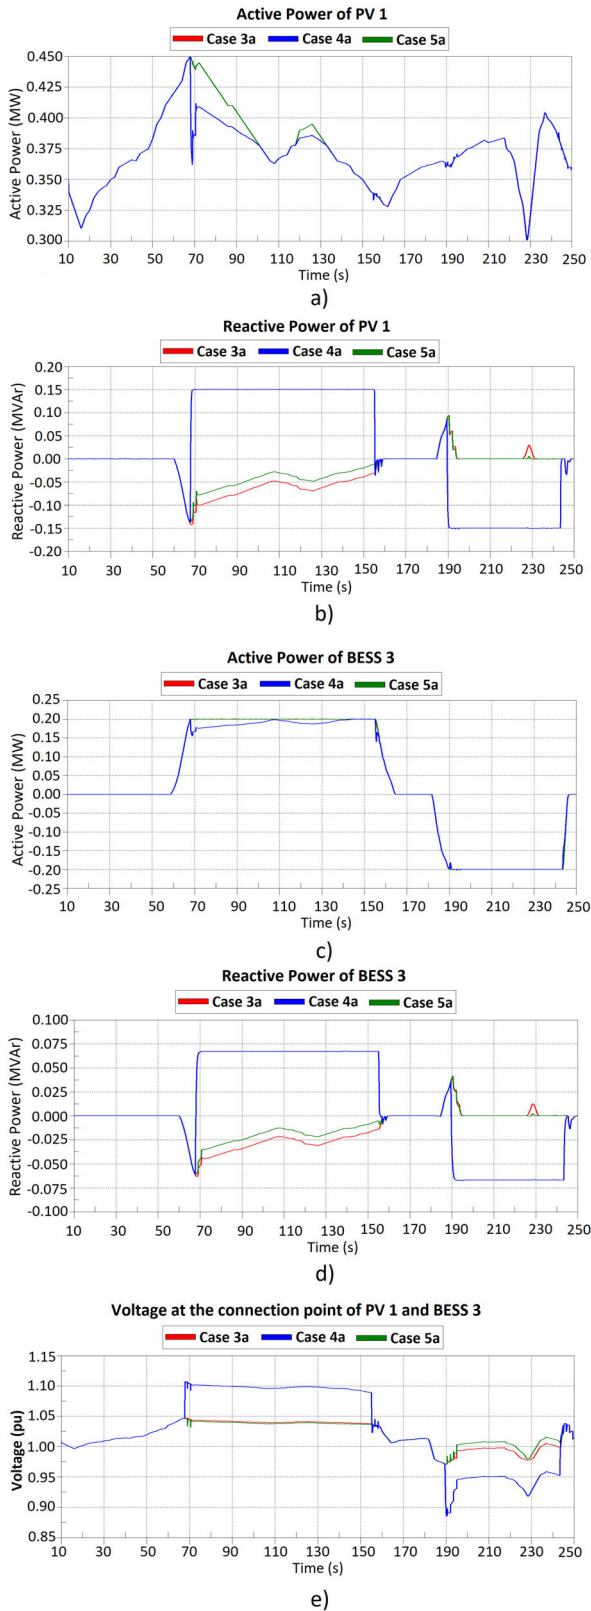 Active Power of PV 1
Case 3a Case 4a Case 5a
Active Power (MW)
0.450
0.400
0.375
0.350
0.300
10 30 50 70 90 110 130 150 170 190 210 230 250
Time (s)
a)
Reactive Power of PV 1
Case 3a Case 4a Case 5a
Reactive Power (MVAr)
0.20
0.15
0.10
0.05
0.00
-0.05
-0.10
-0.15
-0.20
10 30 50 70 90 110 130 150 170 190 210 230 250
Time (s)
b)
Active Power of BESS 3
Case 3a Case 4a Case 5a
Active Power (MW)
0.25
0.20
0.15
0.10
0.05
0.00
-0.05
-0.10
-0.15
-0.20
-0.25
10 30 50 70 90 110 130 150 170 190 210 230 250
Time (s)
c)
Reactive Power of BESS 3
Case 3a Case 4a Case 5a
Reactive Power (MVAr)
0.100
0.075
0.050
0.025
0.000
-0.025
-0.050
-0.075
-0.100
10 30 50 70 90 110 130 150 170 190 210 230 250
Time (s)
d)
Voltage at the connection point of PV 1 and BESS 3
Case 3a Case 4a Case 5a
Voltage (pu)
1.15
1.10
1.05
1.00
0.95
0.90
0.85
10 30 50 70 90 110 130 150 170 190 210 230 250
Time (s)
e)